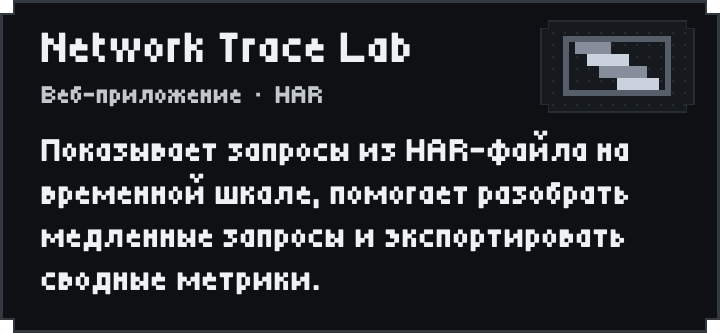 Network Trace Lab
Веб-приложение · HAR
Показывает запросы из HAR-файла на
временной шкале, помогает разобрать
медленные запросы и экспортировать
сводные метрики.